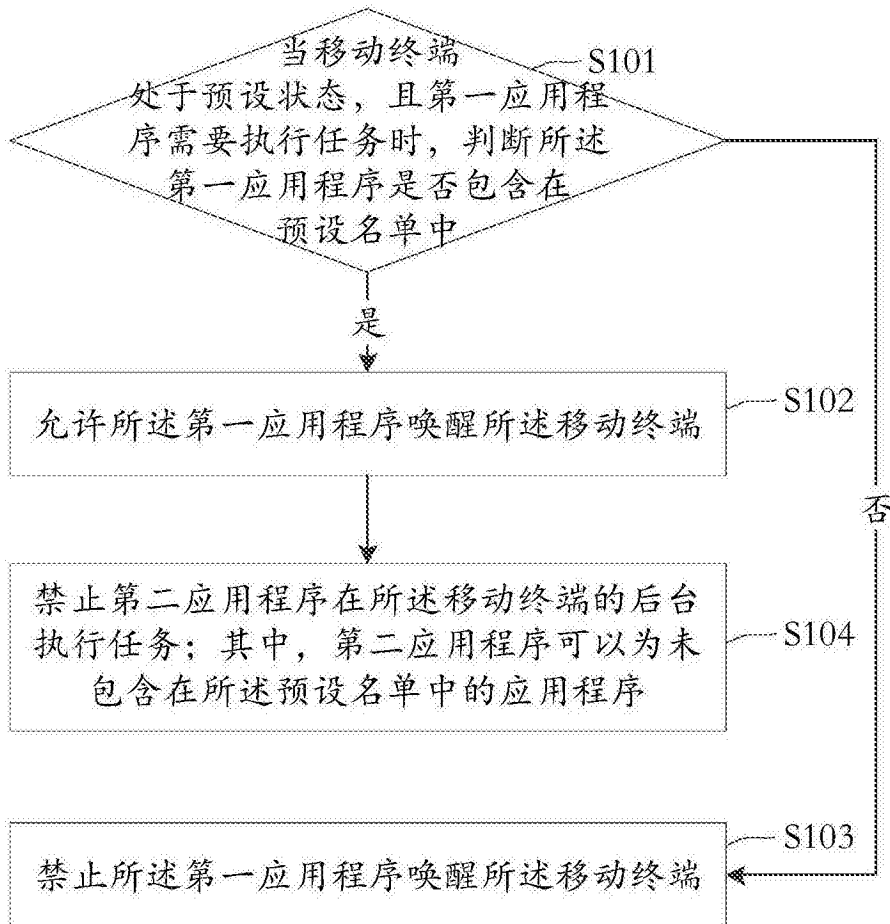 当移动终端
S101
处于预设状态，且第一应用程
序需要执行任务时，判断所述
第一应用程序是否包含在
预设名单中
是
允许所述第一应用程序唤醒所述移动终端
S102
否
禁止第二应用程序在所述移动终端的后台
执行任务；其中，第二应用程序可以为未
包含在所述预设名单中的应用程序
S104
禁止所述第一应用程序唤醒所述移动终端
S103